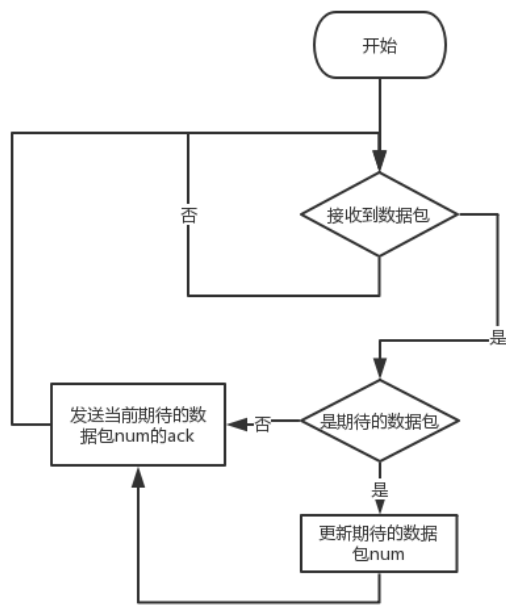 开始
接收到数据包
否
是
发送当前期待的数
据包num的ack
否
是期待的数据包
是
更新期待的数据
包num